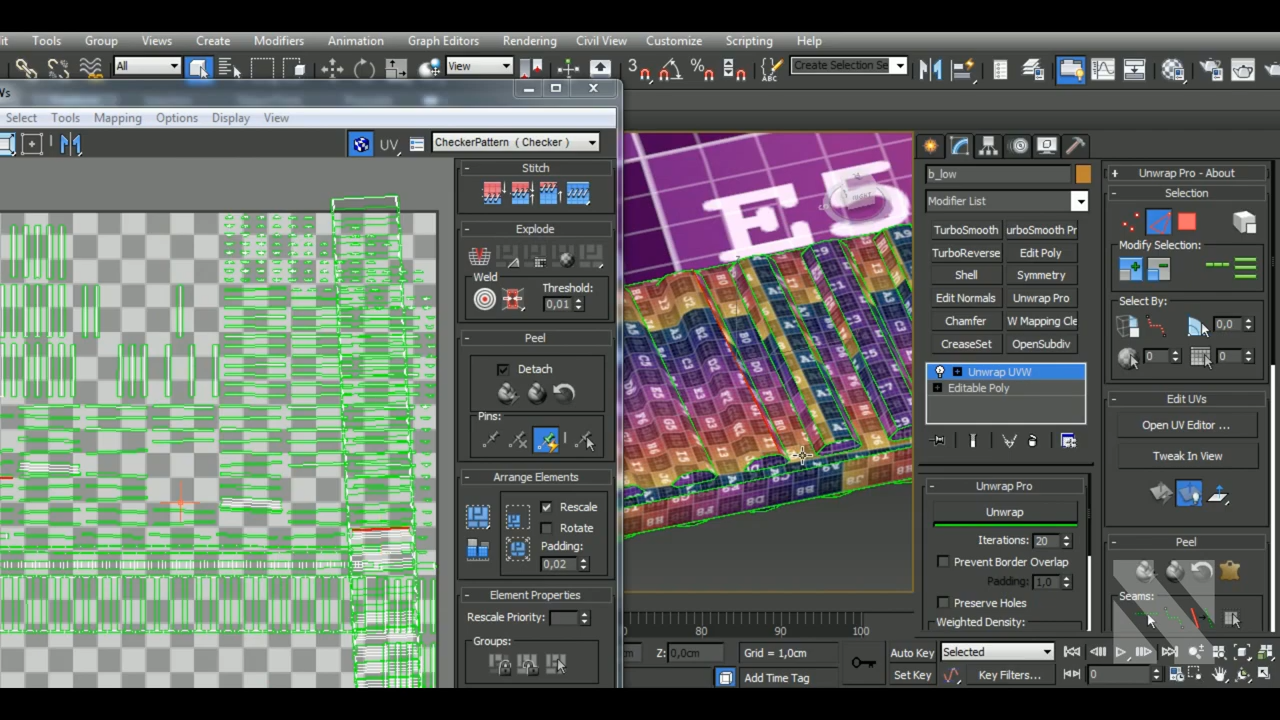 it Tools Group Views Create Modifiers Animation Graph Editors Rendering Civil View Customize Scripting Help
All View 3 ABC Create Selection Se
Vs
Select Tools Mapping Options Display View
UV CheckerPattern ( Checker )
- Stitch
- Explode
Weld Threshold:
0,01
- Peel
Detach
Pins:
- Arrange Elements
Rescale
Rotate
Padding:
0,02
- Element Properties
Rescale Priority:
Groups:
E5
b_low
Modifier List
TurboSmooth urboSmooth Pr
TurboReverse Edit Poly
Shell Symmetry
Edit Normals Unwrap Pro
Chamfer W Mapping Cle
CreaseSet OpenSubdiv
Unwrap UVW
Editable Poly
- Unwrap Pro
Unwrap
Iterations: 20
Prevent Border Overlap
Padding: 1,0
Preserve Holes
Weighted Density:
+ Unwrap Pro - About
- Selection
Modify Selection:
Select By:
0,0
0 0
- Edit UVs
Open UV Editor ...
Tweak In View
- Peel
Seams:
80 90 100
cm Z: 0,0cm Grid = 1,0cm Auto Key Selected
Add Time Tag Set Key Key Filters... 0